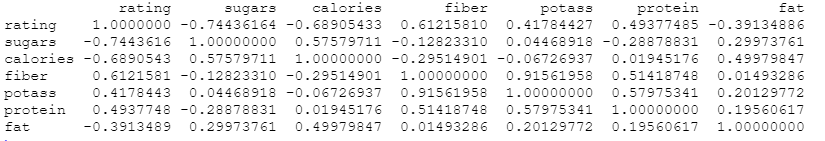 rating sugars calories fiber potass protein fat
rating 1.0000000 -0.74436164 -0.68905433 0.61215810 0.41784427 0.49377485 -0.39134886
sugars -0.7443616 1.00000000 0.57579711 -0.12823310 0.04468918 -0.28878831 0.29973761
calories -0.6890543 0.57579711 1.00000000 -0.29514901 -0.06726937 0.01945176 0.49979847
fiber 0.6121581 -0.12823310 -0.29514901 1.00000000 0.91561958 0.51418768 0.01493286
potass 0.4178443 0.04468918 -0.06726937 0.91561958 1.00000000 0.57975341 0.20129772
protein 0.4937748 -0.28878831 0.01945176 0.51418768 0.57975341 1.00000000 0.19560617
fat -0.3913489 0.29973761 0.49979847 0.01493286 0.20129772 0.19560617 1.00000000